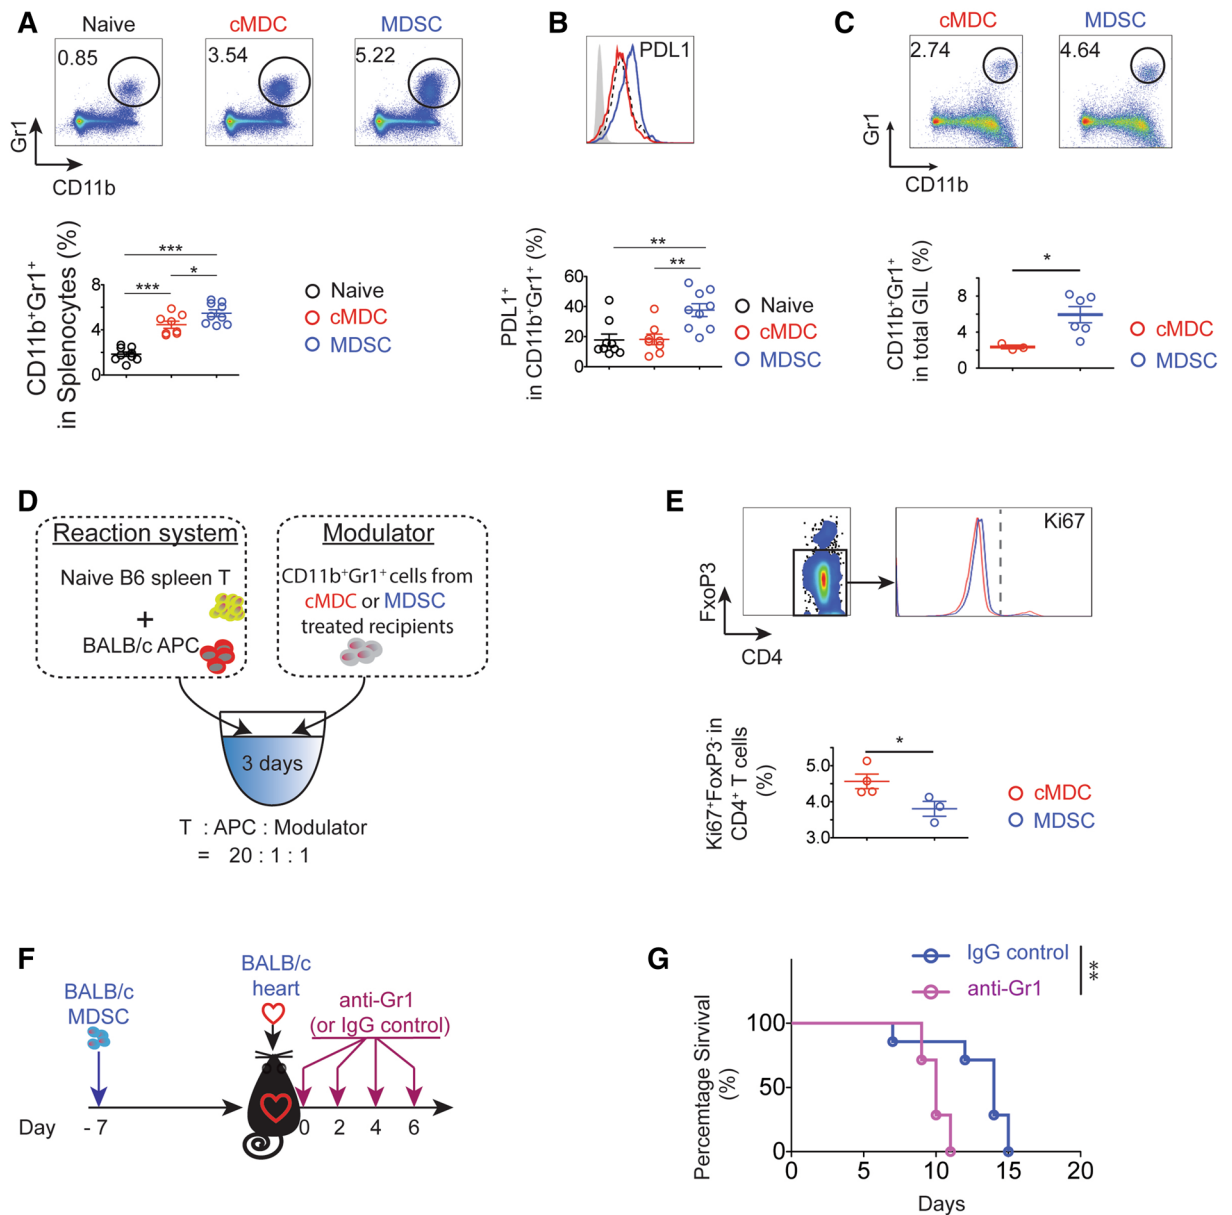 A
Naive
cMDC
MDSC
0.85
3.54
5.22
Gr1
CD11b
CD11b⁺Gr1⁺
in Splenocytes (%)
***
***
*
8
4
0
Naive
cMDC
MDSC
B
PDL1
PDL1⁺
in CD11b⁺Gr1⁺ (%)
**
**
60
40
20
0
Naive
cMDC
MDSC
C
cMDC
MDSC
2.74
4.64
Gr1
CD11b
CD11b⁺Gr1⁺
in total GIL (%)
*
8
4
0
cMDC
MDSC
D
Reaction system
Naive B6 spleen T
+
BALB/c APC
Modulator
CD11b⁺Gr1⁺ cells from
cMDC or MDSC
treated recipients
3 days
T : APC : Modulator
= 20 : 1 : 1
E
FxoP3
CD4
Ki67
Ki67⁺FoxP3⁻ in
CD4⁺ T cells
(%)
*
5.0
4.0
3.0
cMDC
MDSC
F
BALB/c
MDSC
BALB/c
heart
anti-Gr1
(or IgG control)
Day - 7 0 2 4 6
G
IgG control
anti-Gr1
**
Percemtage Srvival
(%)
100
50
0
0 5 10 15 20
Days